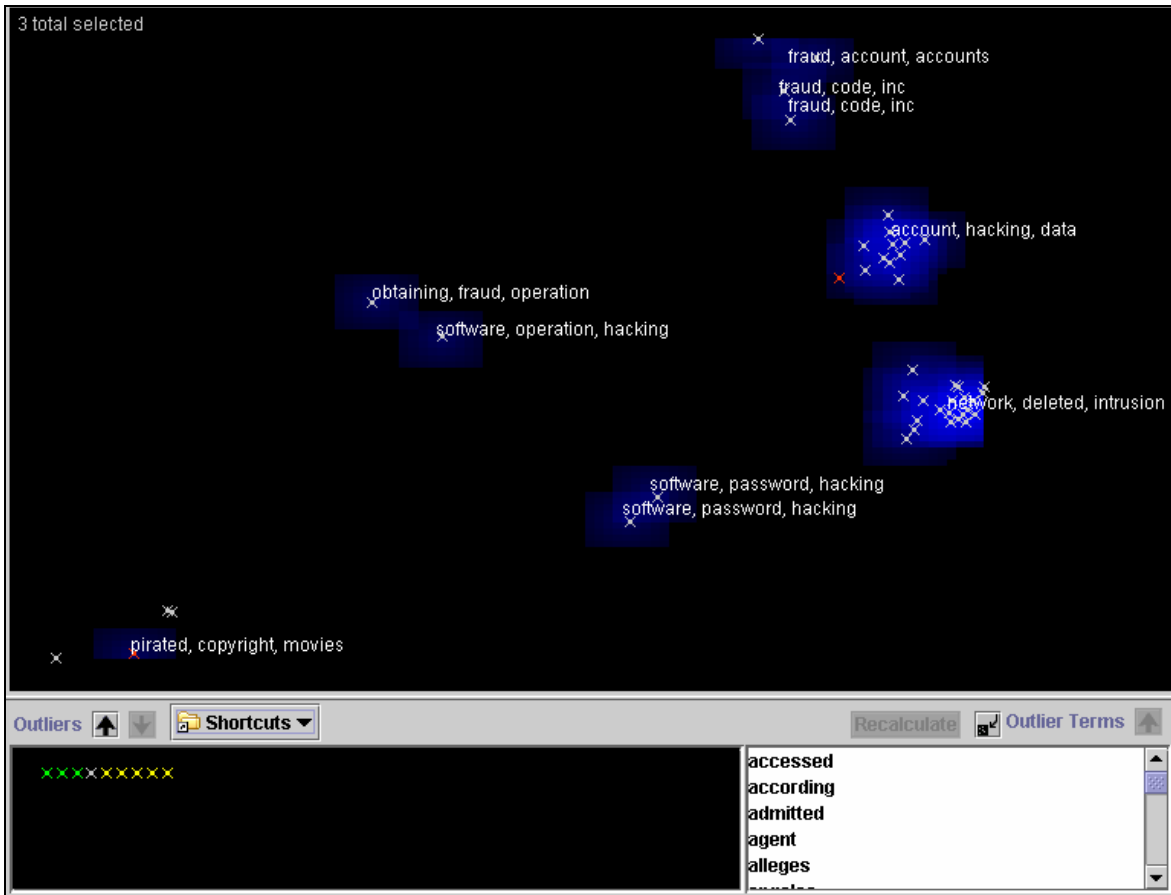 3 total selected
fraud, account, accounts
fraud, code, inc
fraud, code, inc
account, hacking, data
obtaining, fraud, operation
software, operation, hacking
network, deleted, intrusion
software, password, hacking
software, password, hacking
pirated, copyright, movies
Outliers
Shortcuts
Recalculate
Outlier Terms
accessed
according
admitted
agent
alleges